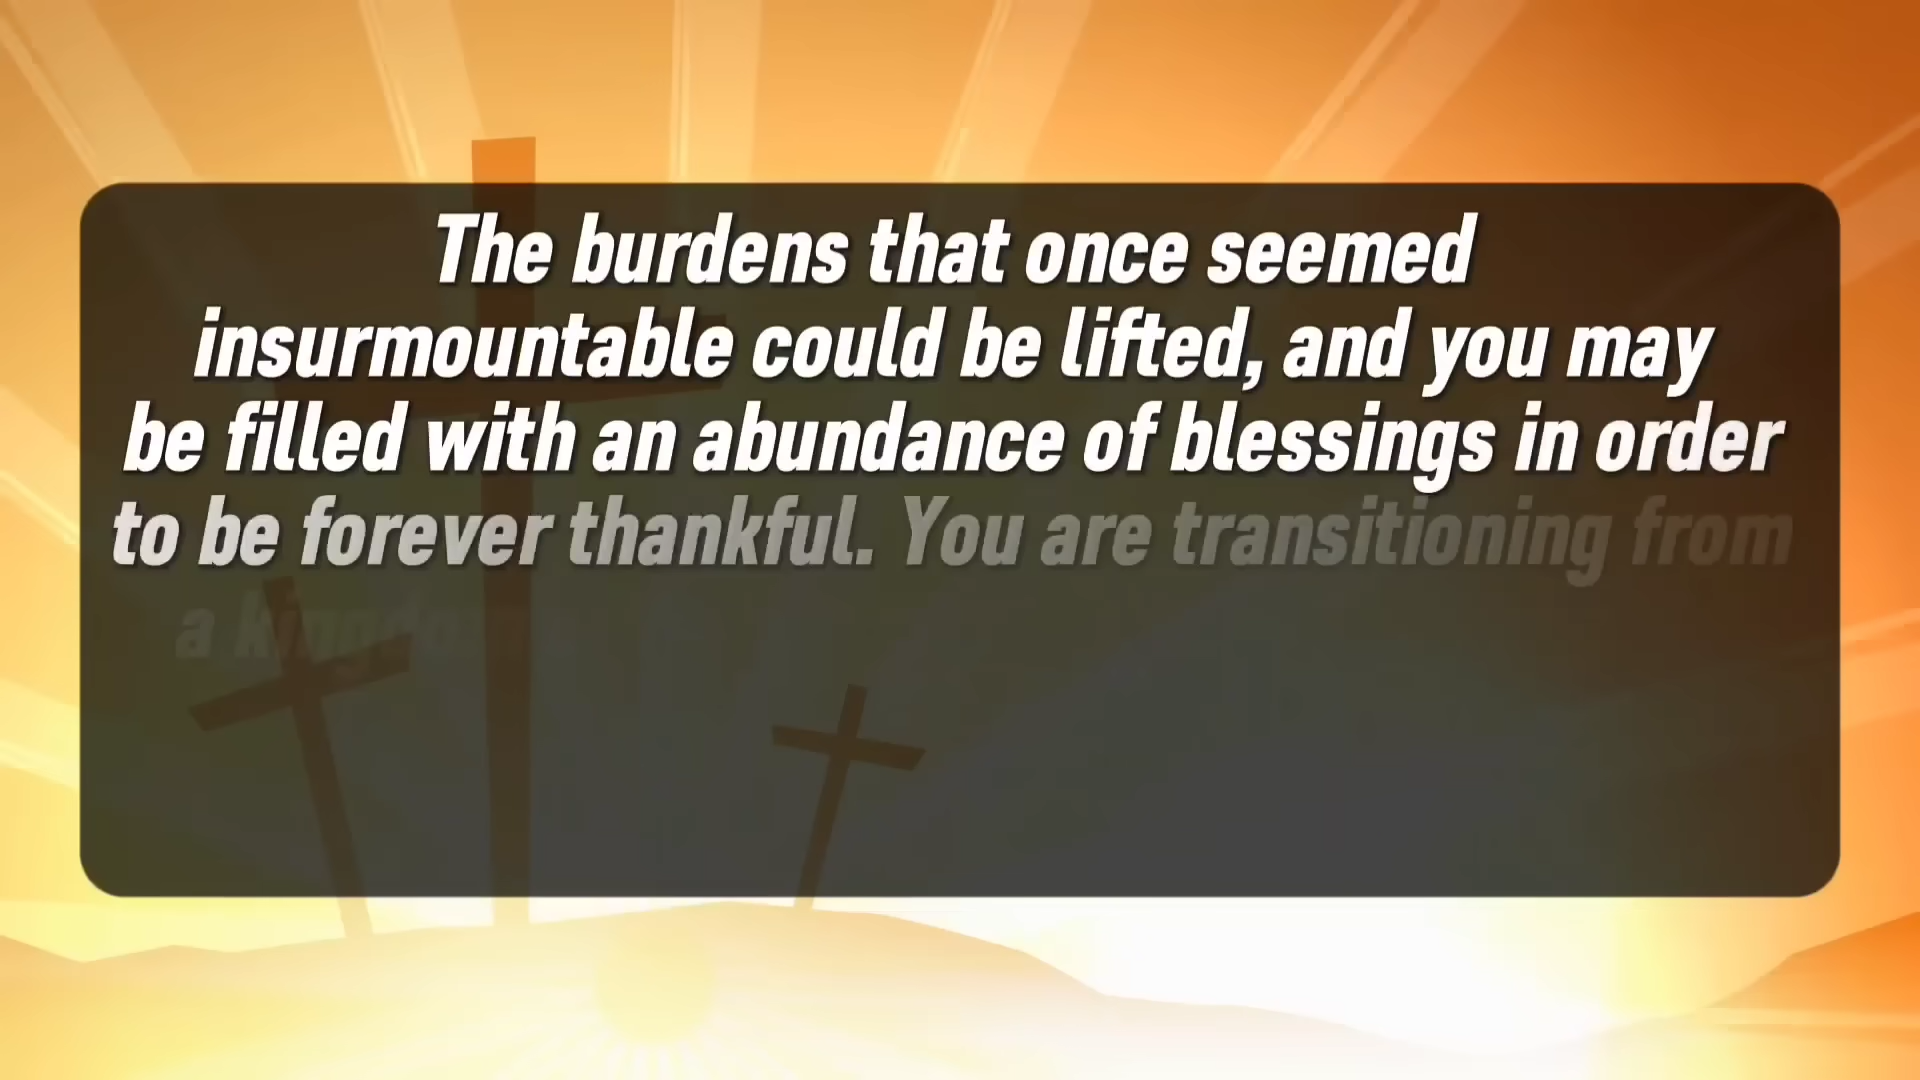 The burdens that once seemed
insurmountable could be lifted, and you may
be filled with an abundance of blessings in order
to be forever thankful. You are transitioning from
a kingdom